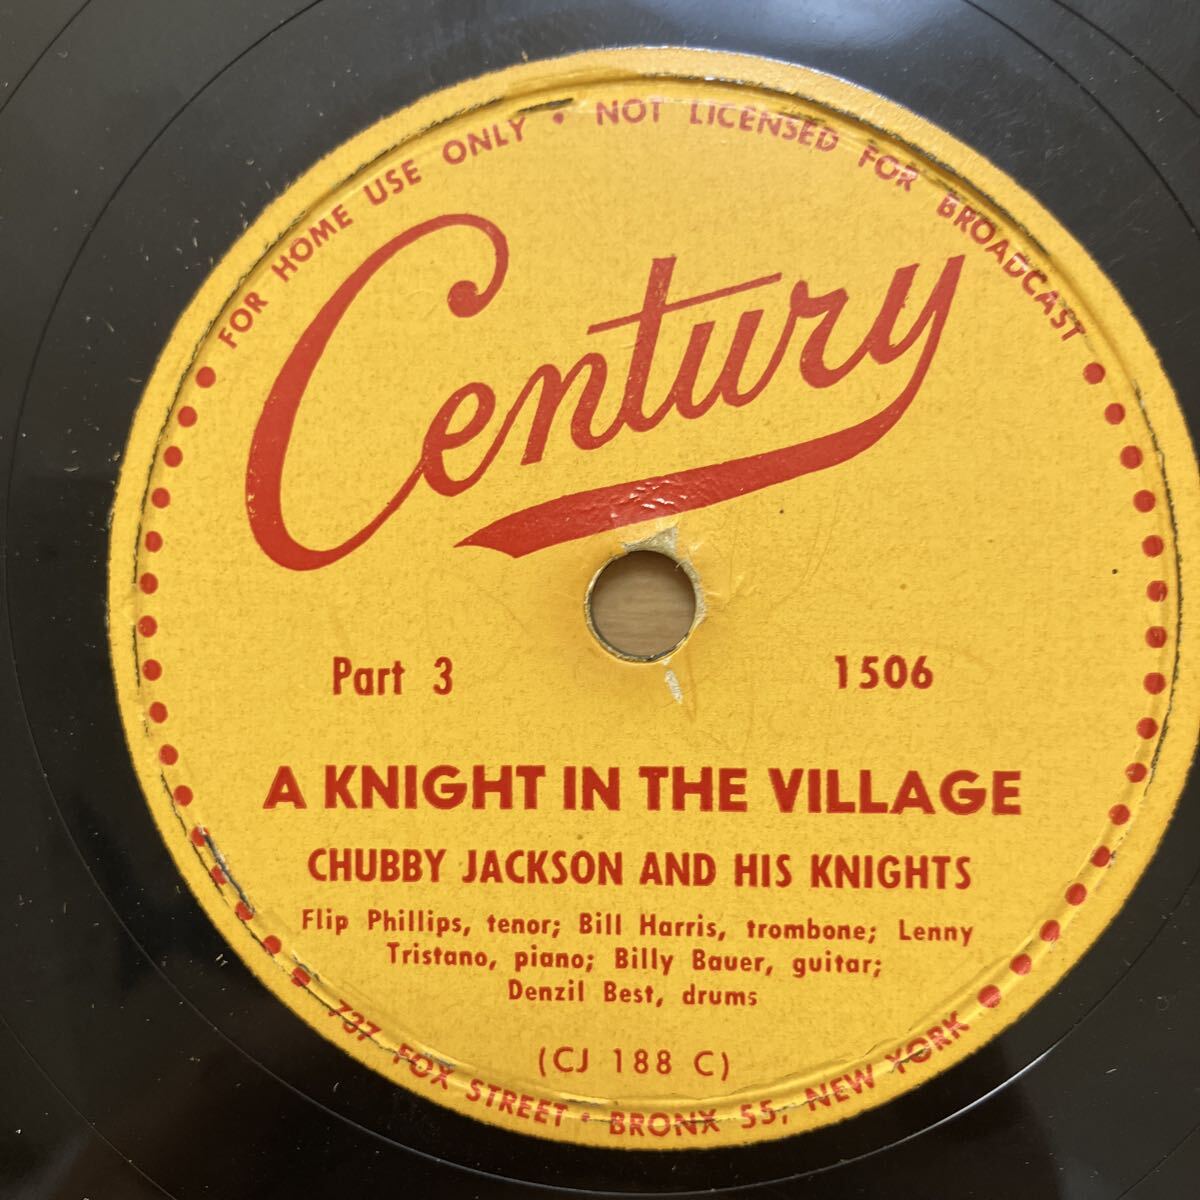 FOR HOME USE ONLY • NOT LICENSED FOR BROADCAST
Century
Part 3
1506
A KNIGHT IN THE VILLAGE
CHUBBY JACKSON AND HIS KNIGHTS
Flip Phillips, tenor; Bill Harris, trombone; Lenny
Tristano, piano; Billy Bauer, guitar;
Denzil Best, drums
(CJ 188 C)
737 FOX STREET • BRONX 55, NEW YORK